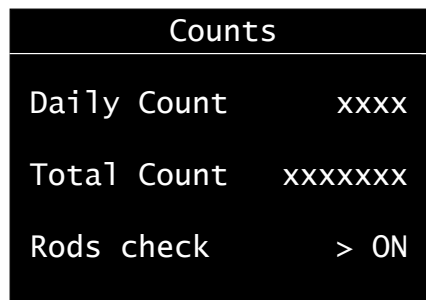 Counts
Daily Count xxxx
Total Count xxxxxxx
Rods check > ON